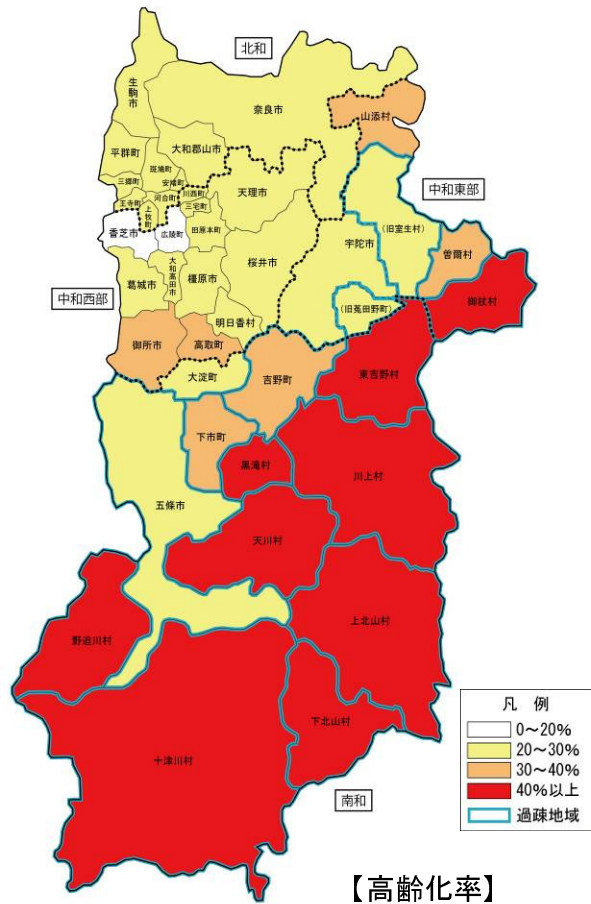 北和
生駒市
奈良市
山添村
平群町
大和郡山市
斑鳩町
三郷町
安堵町
中和東部
川西町
河合町
天理市
王寺町
上牧町
三宅町
香芝市
広陵町
田原本町
宇陀市
(旧室生村)
曽爾村
大和高田市
橿原市
桜井市
葛城市
中和西部
御杖村
明日香村
(旧菟田野町)
御所市
高取町
大淀町
吉野町
東吉野村
下市町
黒滝村
川上村
五條市
天川村
野迫川村
上北山村
下北山村
十津川村
南和
凡 例
0~20%
20~30%
30~40%
40%以上
過疎地域
【高齢化率】